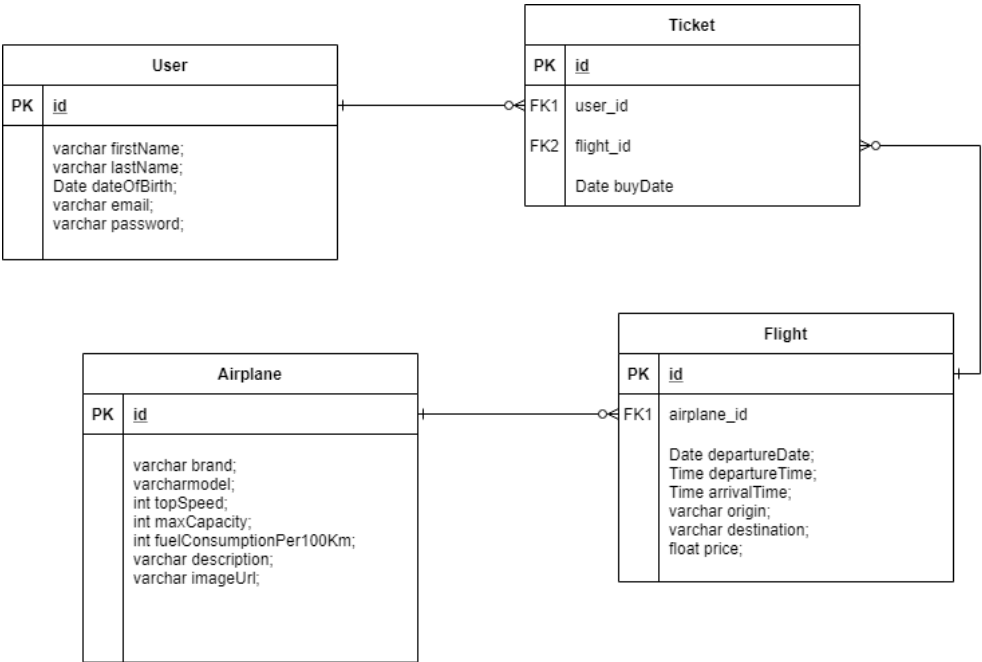 User
PK id
varchar firstName;
varchar lastName;
Date dateOfBirth;
varchar email;
varchar password;
Ticket
PK id
FK1 user_id
FK2 flight_id
Date buyDate
Airplane
PK id
varchar brand;
varcharmodel;
int topSpeed;
int maxCapacity;
int fuelConsumptionPer100Km;
varchar description;
varchar imageUrl;
Flight
PK id
FK1 airplane_id
Date departureDate;
Time departureTime;
Time arrivalTime;
varchar origin;
varchar destination;
float price;